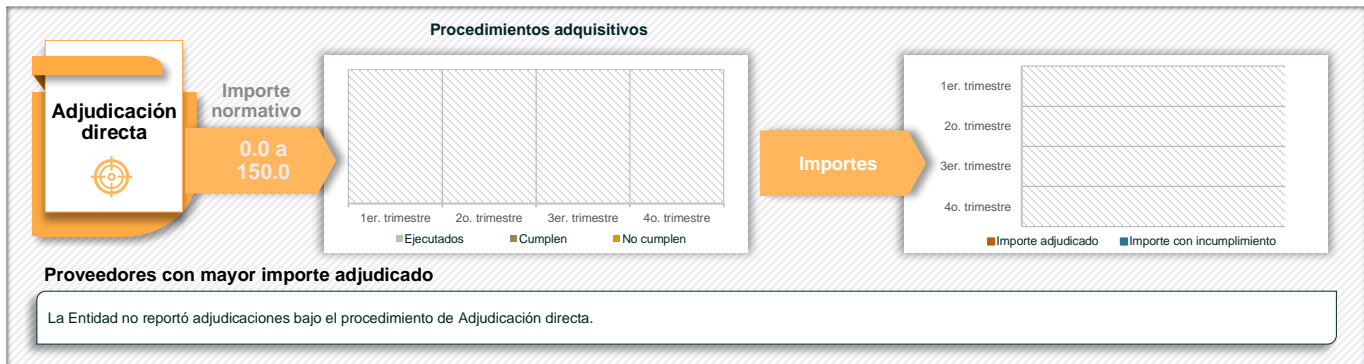 Procedimientos adquisitivos
Adjudicación
directa
Importe
normativo
0.0 a
150.0
1er. trimestre
2o. trimestre
3er. trimestre
4o. trimestre
Ejecutados
Cumplen
No cumplen
Importes
1er. trimestre
2o. trimestre
3er. trimestre
4o. trimestre
Importe adjudicado
Importe con incumplimiento
Proveedores con mayor importe adjudicado
La Entidad no reportó adjudicaciones bajo el procedimiento de Adjudicación directa.